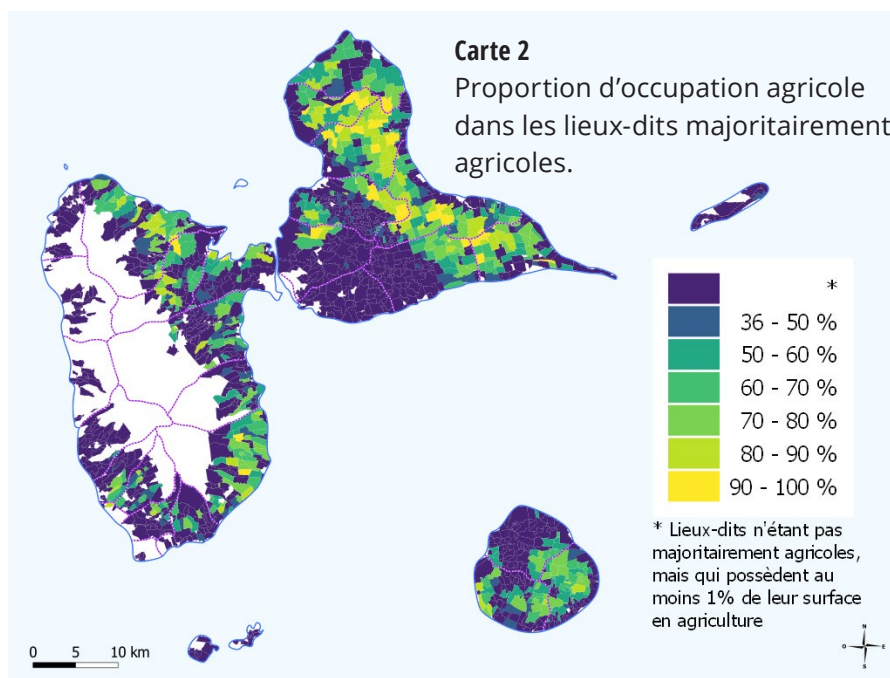 Carte 2
Proportion d’occupation agricole
dans les lieux-dits majoritairement
agricoles.
*
36 - 50 %
50 - 60 %
60 - 70 %
70 - 80 %
80 - 90 %
90 - 100 %
* Lieux-dits n'étant pas
majoritairement agricoles,
mais qui possèdent au
moins 1% de leur surface
en agriculture
0 5 10 km
N
O E
S